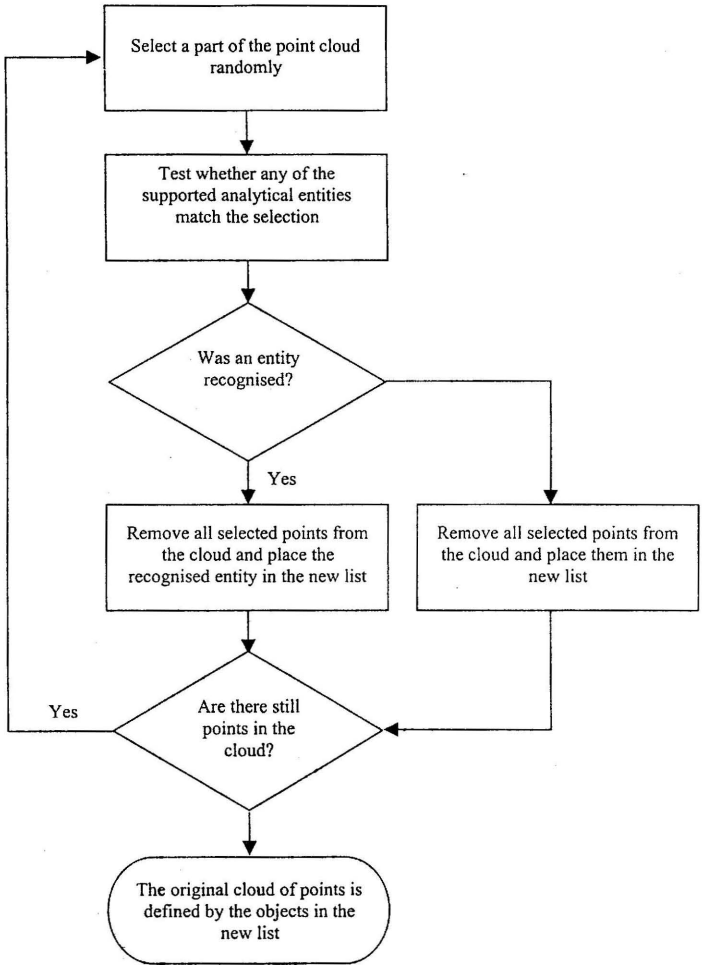 Select a part of the point cloud
randomly
Test whether any of the
supported analytical entities
match the selection
Was an entity
recognised?
Yes
Remove all selected points from
the cloud and place the
recognised entity in the new list
Remove all selected points from
the cloud and place them in the
new list
Yes
Are there still
points in the
cloud?
The original cloud of points is
defined by the objects in the
new list